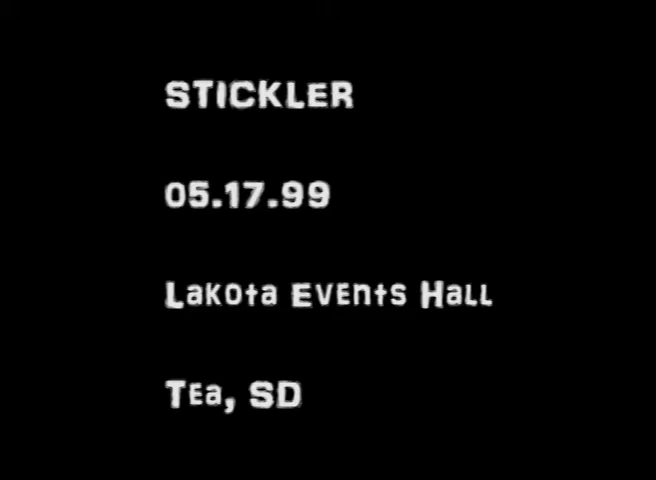 STICKLER
05.17.99
Lakota Events Hall
Tea, SD